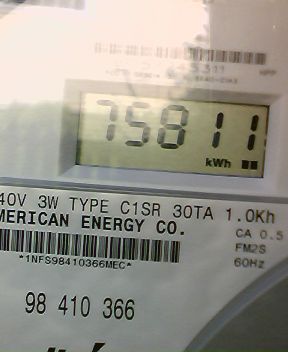 75811
kWh
40V 3W TYPE C1SR 30TA 1.0Kh
MERICAN ENERGY CO.
CA 0.5
FM2S
*1NFS98410366MEC*
60Hz
98 410 366